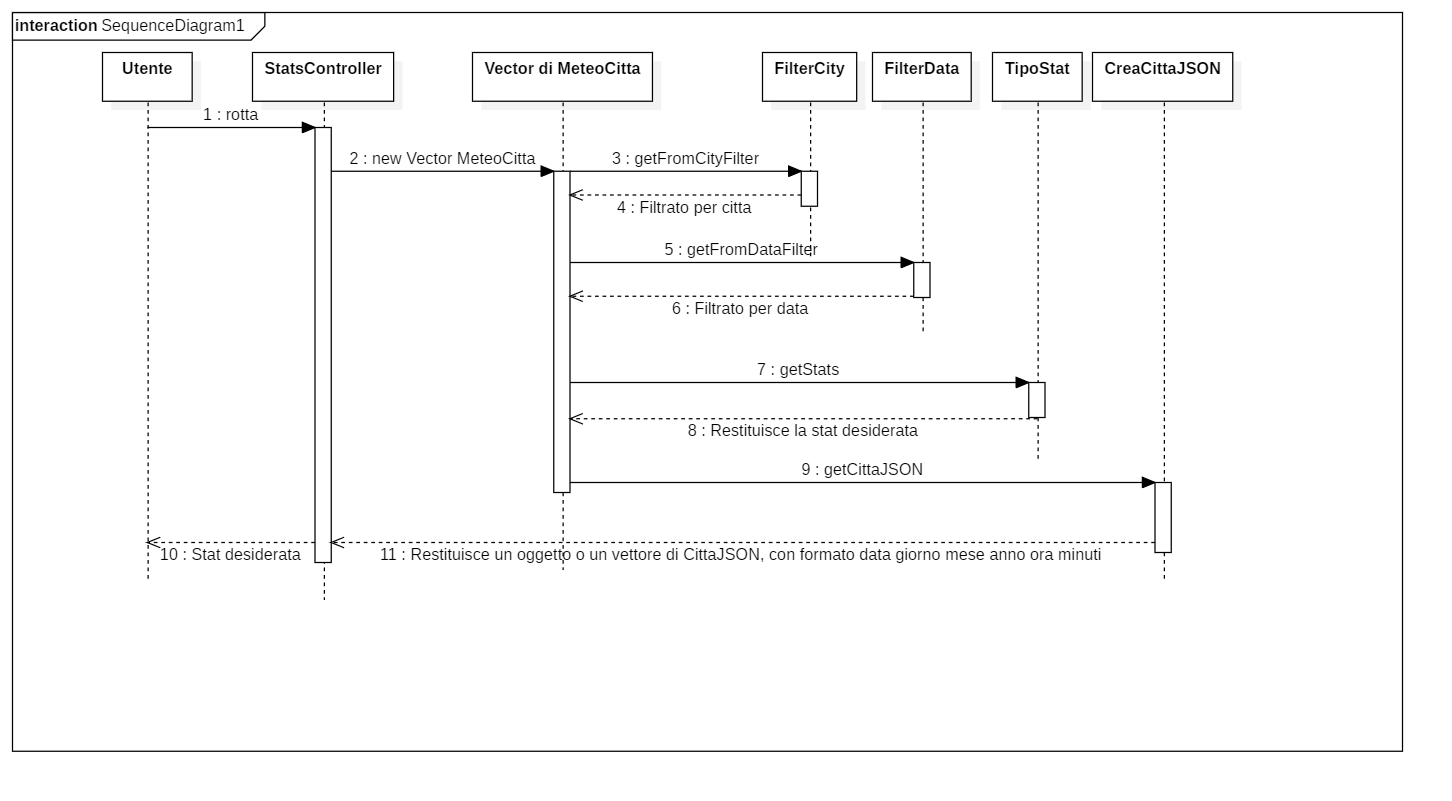 interaction SequenceDiagram1
Utente
StatsController
Vector di MeteoCitta
FilterCity
FilterData
TipoStat
CreaCittaJSON
1 : rotta
2 : new Vector MeteoCitta
3 : getFromCityFilter
4 : Filtrato per citta
5 : getFromDataFilter
6 : Filtrato per data
7 : getStats
8 : Restituisce la stat desiderata
9 : getCittaJSON
10 : Stat desiderata
11 : Restituisce un oggetto o un vettore di CittaJSON, con formato data giorno mese anno ora minuti